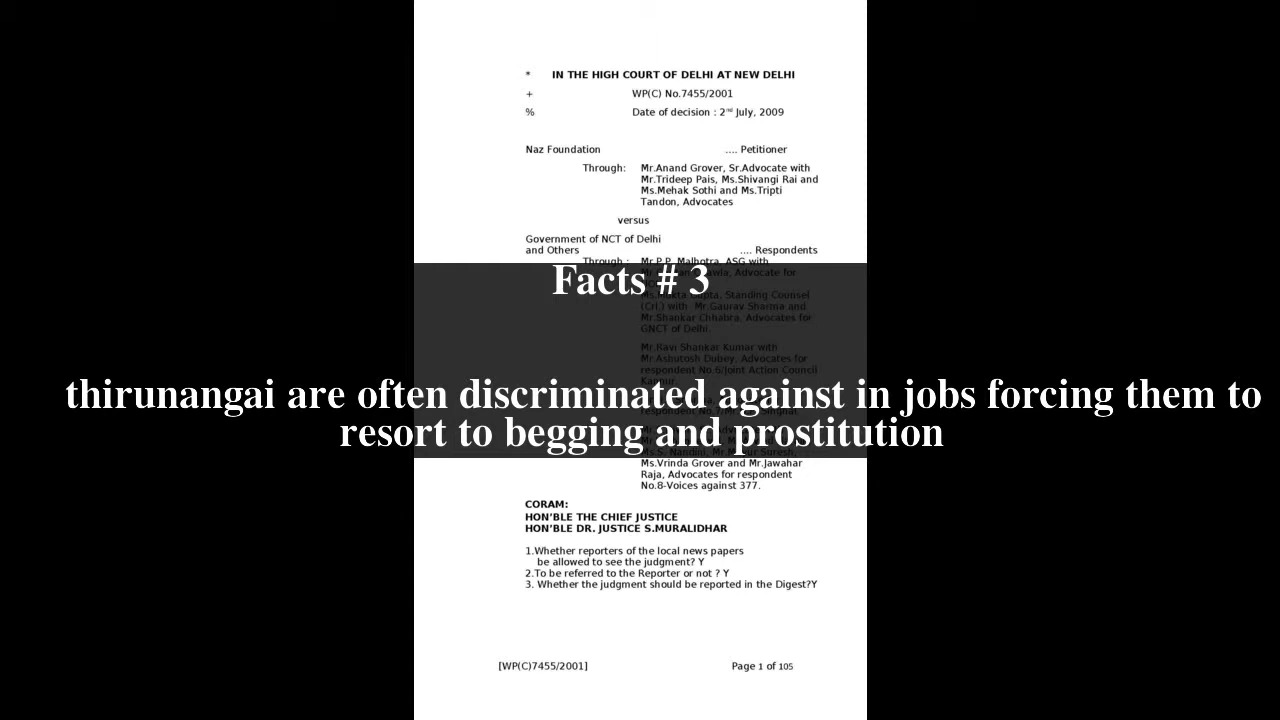 * IN THE HIGH COURT OF DELHI AT NEW DELHI
+ WP(C) No.7455/2001
% Date of decision : 2nd July, 2009
Naz Foundation .... Petitioner
Through: Mr.Anand Grover, Sr.Advocate with
Mr.Trideep Pais, Ms.Shivangi Rai and
Ms.Mehak Sothi and Ms.Tripti
Tandon, Advocates
versus
Government of NCT of Delhi
and Others .... Respondents
Through : Mr.P.P. Malhotra, ASG with
Advocate for
Facts # 3
Ms.Mukta Gupta, Standing Counsel
(Crl.) with Mr.Gaurav Sharma and
Mr.Shankar Chhabra, Advocates for
GNCT of Delhi.
Mr.Ravi Shankar Kumar with
Mr.Ashutosh Dubey, Advocates for
respondent No.6/Joint Action Council
Kannur.
thirunangai are often discriminated against in jobs forcing them to
resort to begging and prostitution
Ms.Vrinda Grover and Mr.Jawahar
Raja, Advocates for respondent
No.8-Voices against 377.
CORAM:
HON'BLE THE CHIEF JUSTICE
HON'BLE DR. JUSTICE S.MURALIDHAR
1.Whether reporters of the local news papers
be allowed to see the judgment? Y
2.To be referred to the Reporter or not ? Y
3. Whether the judgment should be reported in the Digest?Y
[WP(C)7455/2001] Page 1 of 105